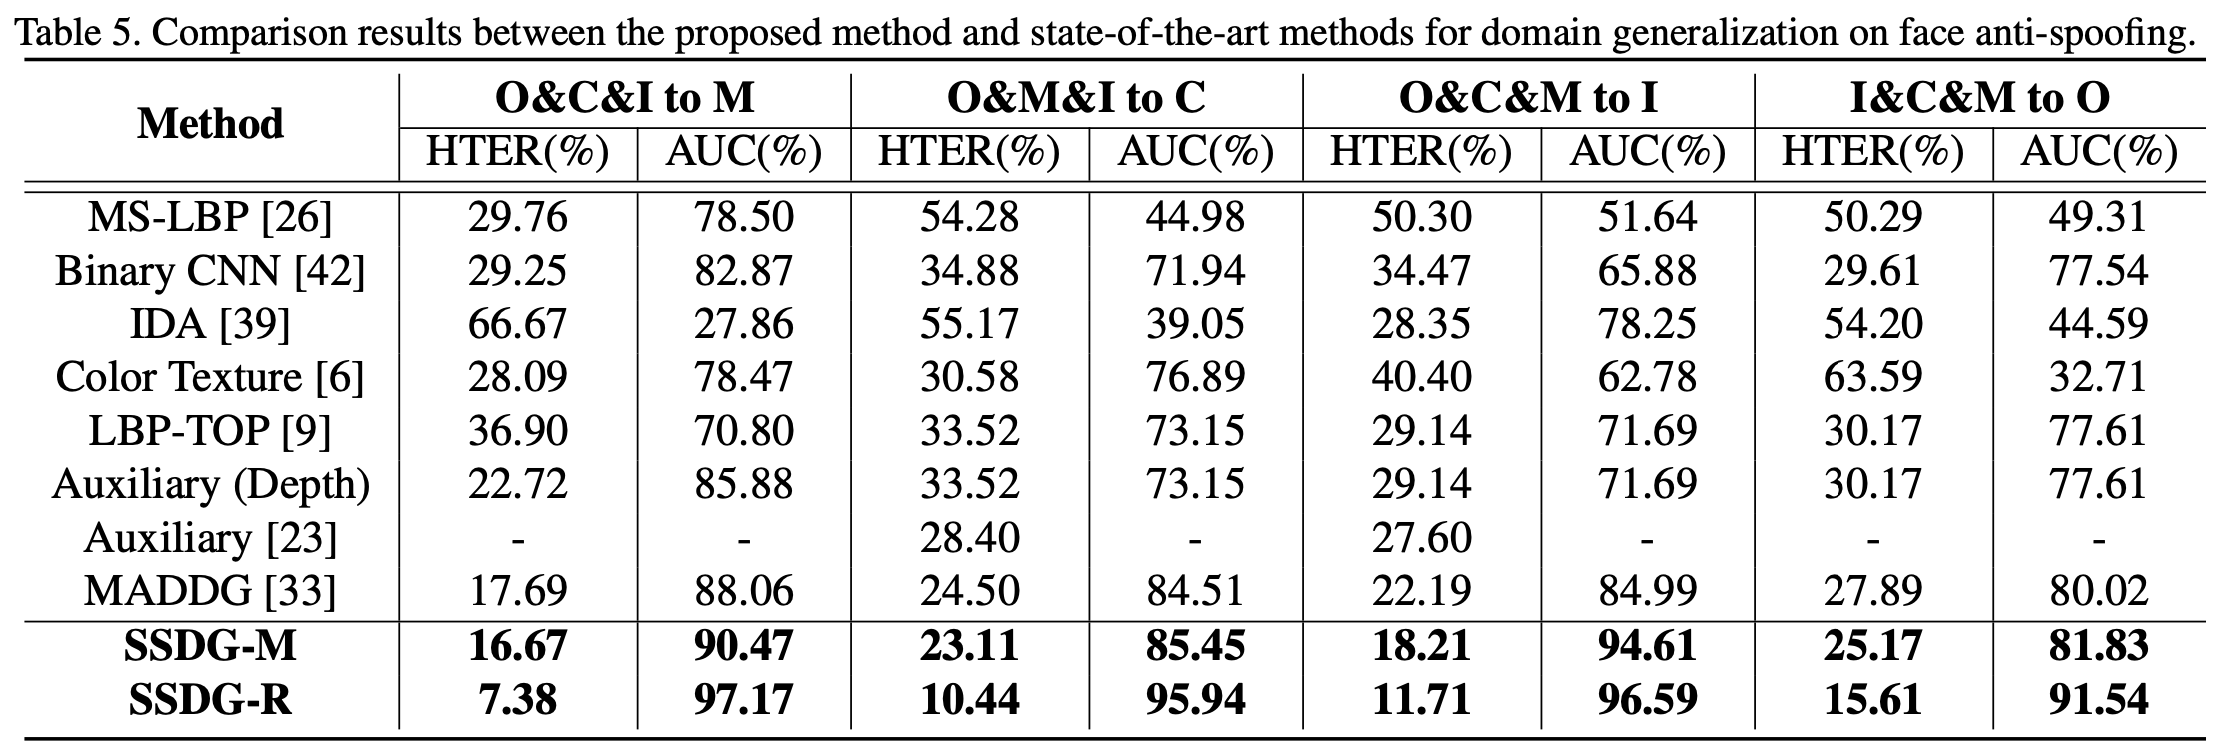 Table 5. Comparison results between the proposed method and state-of-the-art methods for domain generalization on face anti-spoofing.
Method O&C&I to M O&M&I to C O&C&M to I I&C&M to O
HTER(%) AUC(%) HTER(%) AUC(%) HTER(%) AUC(%) HTER(%) AUC(%)
MS-LBP [26] 29.76 78.50 54.28 44.98 50.30 51.64 50.29 49.31
Binary CNN [42] 29.25 82.87 34.88 71.94 34.47 65.88 29.61 77.54
IDA [39] 66.67 27.86 55.17 39.05 28.35 78.25 54.20 44.59
Color Texture [6] 28.09 78.47 30.58 76.89 40.40 62.78 63.59 32.71
LBP-TOP [9] 36.90 70.80 33.52 73.15 29.14 71.69 30.17 77.61
Auxiliary (Depth) 22.72 85.88 33.52 73.15 29.14 71.69 30.17 77.61
Auxiliary [23] - - 28.40 - 27.60 - - -
MADDG [33] 17.69 88.06 24.50 84.51 22.19 84.99 27.89 80.02
SSDG-M 16.67 90.47 23.11 85.45 18.21 94.61 25.17 81.83
SSDG-R 7.38 97.17 10.44 95.94 11.71 96.59 15.61 91.54